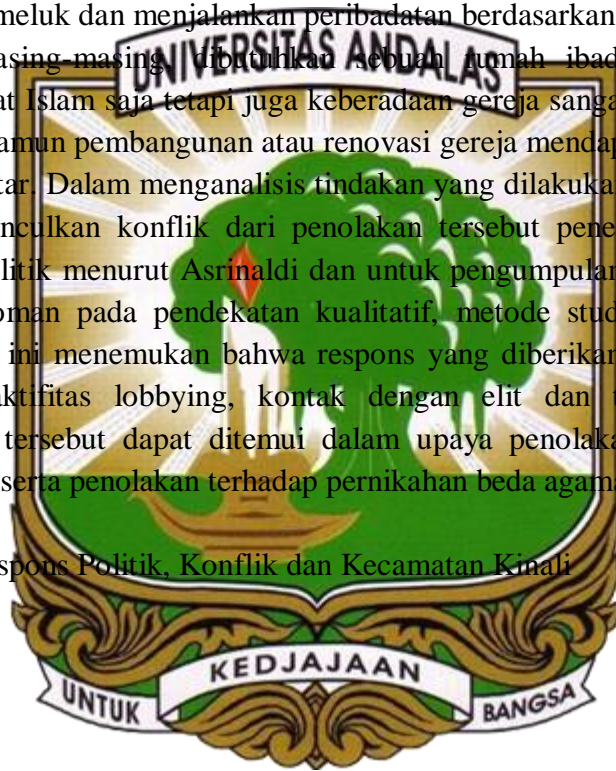 meluk dan menjalankan peribadatan berdasarkan
asing-masing, dibutuhkan sebuah rumah ibad
UNIVERSITAS ANDALAS
at Islam saja tetapi juga keberadaan gereja sanga
amun pembangunan atau renovasi gereja mendap
tar. Dalam menganalisis tindakan yang dilakukan
nculkan konflik dari penolakan tersebut pene
litik menurut Asrinaldi dan untuk pengumpulan
oman pada pendekatan kualitatif, metode stud
ini menemukan bahwa respons yang diberikan
aktifitas lobbying, kontak dengan elit dan t
tersebut dapat ditemui dalam upaya penolaka
serta penolakan terhadap pernikahan beda agama
spons Politik, Konflik dan Kecamatan Kinali
KEDJAJAAN
UNTUK BANGSA